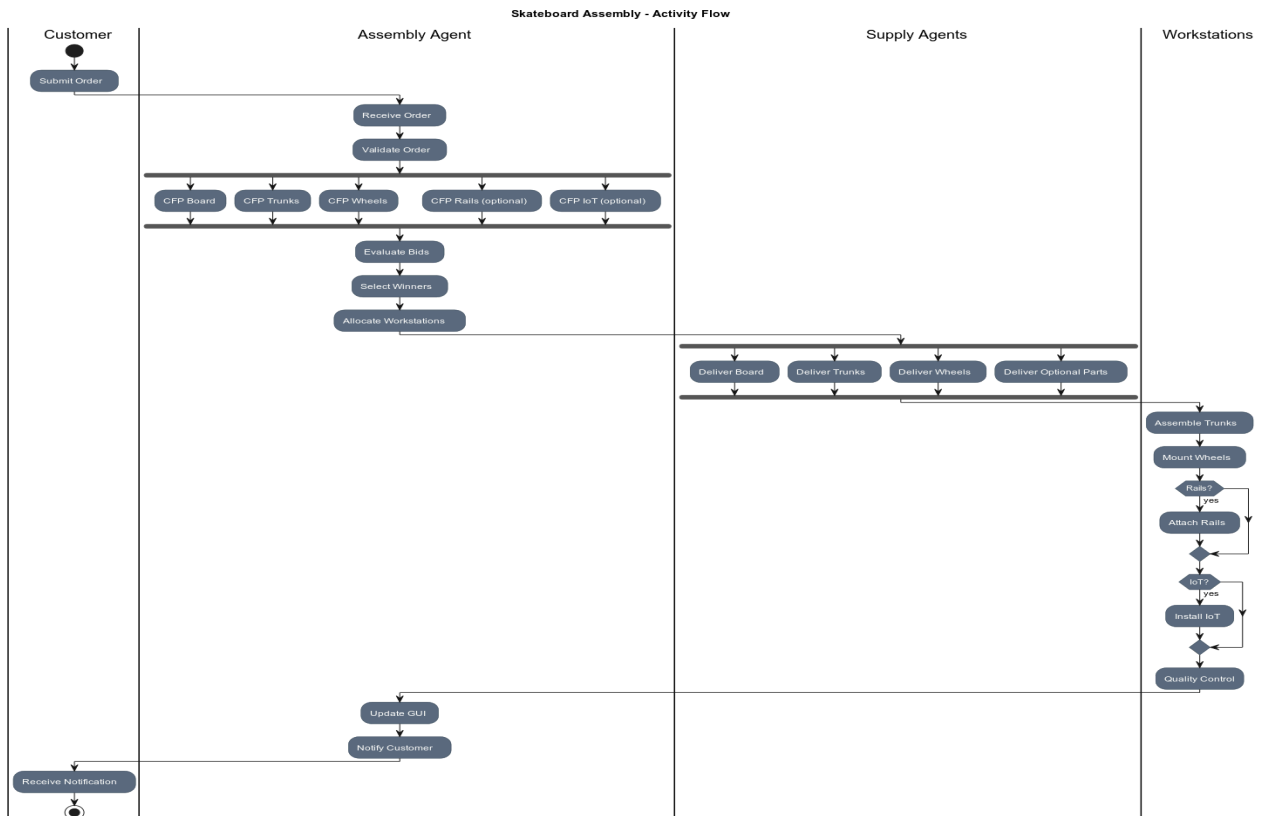 Skateboard Assembly - Activity Flow
Customer
Assembly Agent
Supply Agents
Workstations
Submit Order
Receive Order
Validate Order
CFP Board
CFP Trunks
CFP Wheels
CFP Rails (optional)
CFP IoT (optional)
Evaluate Bids
Select Winners
Allocate Workstations
Deliver Board
Deliver Trunks
Deliver Wheels
Deliver Optional Parts
Assemble Trunks
Mount Wheels
Rails?
yes
Attach Rails
IoT?
yes
Install IoT
Quality Control
Update GUI
Notify Customer
Receive Notification